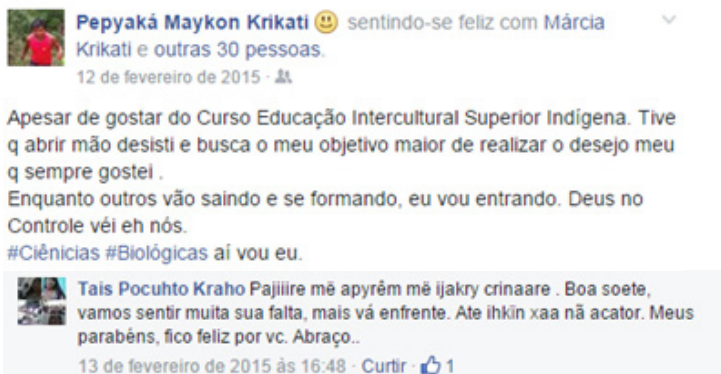 Pepyaká Maykon Krikati sentindo-se feliz com Márcia
Krikati e outras 30 pessoas.
12 de fevereiro de 2015 ·
Apesar de gostar do Curso Educação Intercultural Superior Indígena. Tive
q abrir mão desisti e busca o meu objetivo maior de realizar o desejo meu
q sempre gostei .
Enquanto outros vão saindo e se formando, eu vou entrando. Deus no
Controle véi eh nós.
#Ciênicias #Biológicas aí vou eu.
Tais Pocuhto Kraho Pajiiire mẽ apyrẽm mẽ ijakry crinaare . Boa soete,
vamos sentir muita sua falta, mais vá enfrente. Ate ihkĩn xaa nã acator. Meus
parabéns, fico feliz por vc. Abraço..
13 de fevereiro de 2015 às 16:48 · Curtir · 1